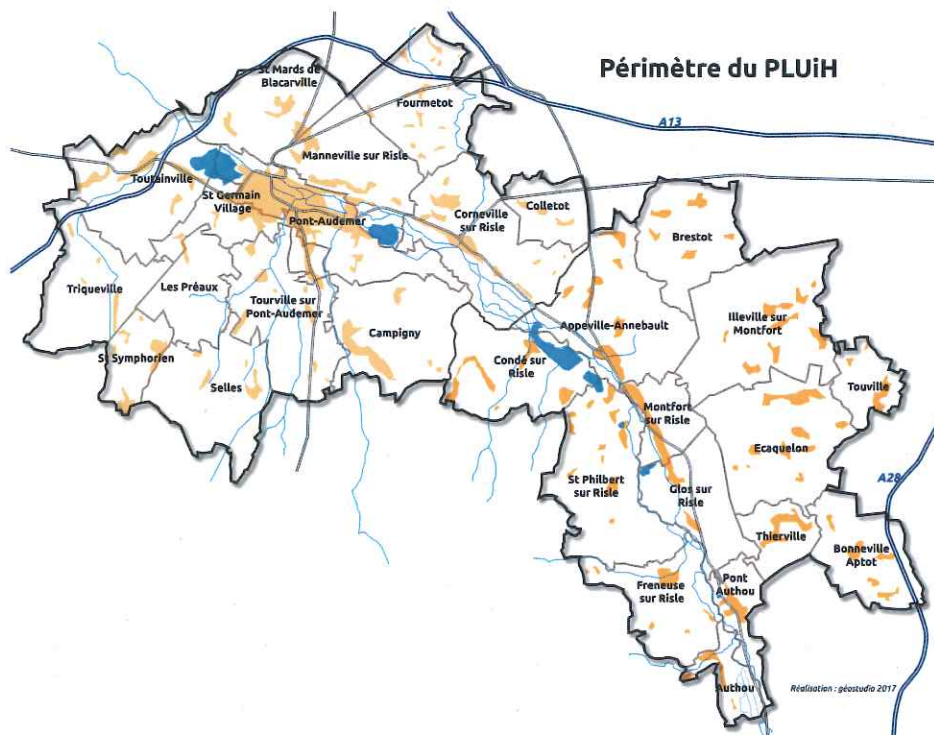 Périmètre du PLUiH
St Mards de
Blacarville
Fourmetot
A13
Manneville sur Risle
Toutainville
St Germain
Village
Pont-Audemer
Corneville
sur Risle
Colletot
Brestot
Triqueville
Les Préaux
Tourville sur
Pont-Audemer
Campigny
Appeville-Annebault
Illeville sur
Montfort
St Symphorien
Selles
Condé sur
Risle
Touville
Montfort
sur Risle
Ecaquelon
St Philbert
sur Risle
Glos sur
Risle
A28
Thierville
Bonneville
Aptot
Freneuse
sur Risle
Pont
Authou
Authou
Réalisation : géostudio 2017